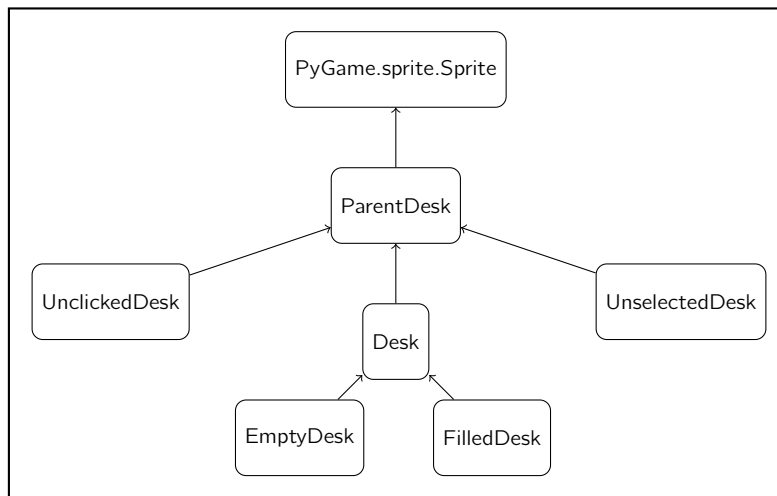 PyGame.sprite.Sprite
ParentDesk
UnclickedDesk
UnselectedDesk
Desk
EmptyDesk
FilledDesk